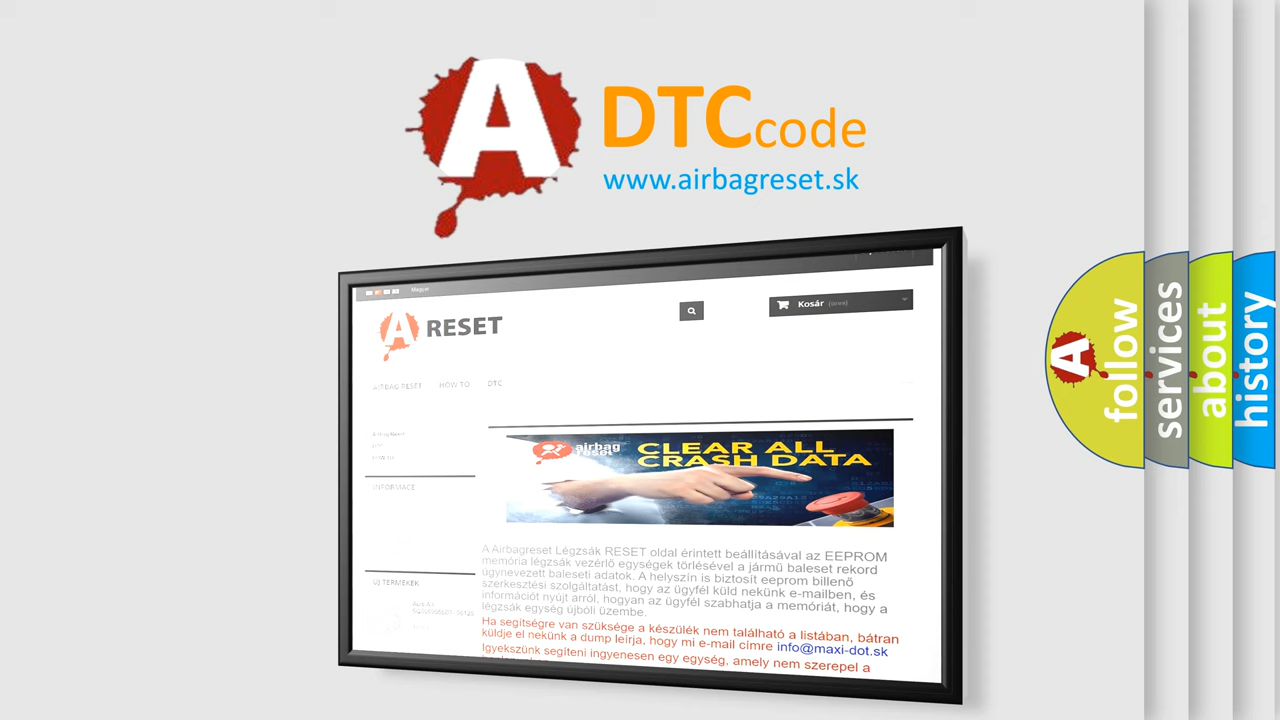 A
DTCcode
www.airbagreset.sk
Magyar
Kosár (üres)
A RESET
AIRBAG RESET HOW TO DTC
airbag
reset
CLEAR ALL
CRASH DATA
INFORMACE
A Airbagreset Légzsák RESET oldal érintett beállításával az EEPROM
memória légzsák vezérlő egységek törlésével a jármű baleset rekord
úgynevezett baleseti adatok. A helyszín is biztosít eeprom billenő
szerkesztési szolgáltatást, hogy az ügyfél küld nekünk e-mailben, és
információt nyújt arról, hogyan az ügyfél szabhatja a memóriát, hogy a
légzsák egység újbóli üzembe.
Ha segítségre van szüksége a készülék nem található a listában, bátran
küldje el nekünk a dump leírja, hogy mi e-mail címre info@maxi-dot.sk
Igyekszünk segíteni ingyenesen egy egység, amely nem szerepel a
ÚJ TERMÉKEK
A
follow
services
about
history